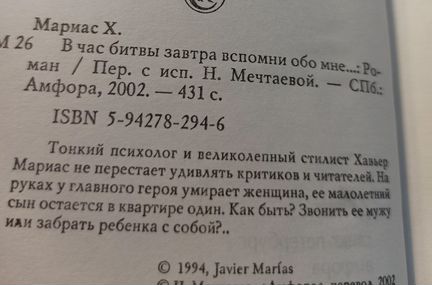 Мариас Х.
М 26 В час битвы завтра вспомни обо мне...: Ро-
ман / Пер. с исп. Н. Мечтаевой. — СПб.:
Амфора, 2002. — 431 с.
ISBN 5-94278-294-6
Тонкий психолог и великолепный стилист Хавьер
Мариас не перестает удивлять критиков и читателей. На
руках у главного героя умирает женщина, ее малолетний
сын остается в квартире один. Как быть? Звонить ее мужу
или забрать ребенка с собой?..
© 1994, Javier Marías
© Н. Мечтаева, перевод, 2002